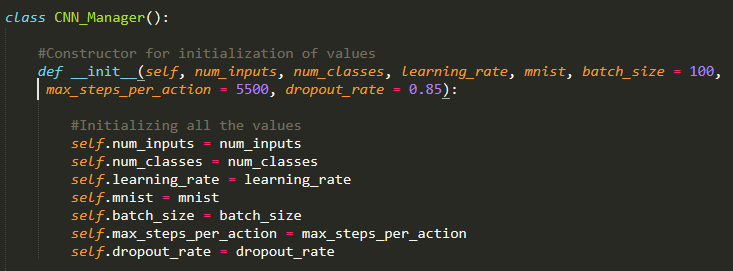 class CNN_Manager():
#Constructor for initialization of values
def __init__(self, num_inputs, num_classes, learning_rate, mnist, batch_size = 100,
max_steps_per_action = 5500, dropout_rate = 0.85):
#Initializing all the values
self.num_inputs = num_inputs
self.num_classes = num_classes
self.learning_rate = learning_rate
self.mnist = mnist
self.batch_size = batch_size
self.max_steps_per_action = max_steps_per_action
self.dropout_rate = dropout_rate